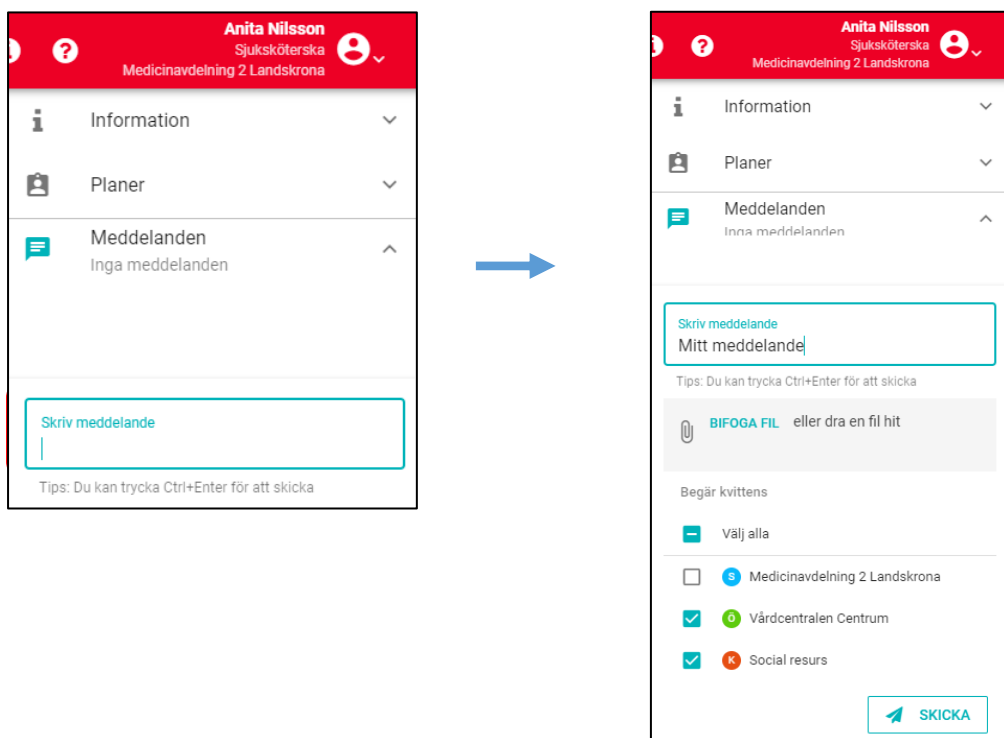 ?
Anita Nilsson
Sjuksköterska
Medicinavdelning 2 Landskrona
Information
Planer
Meddelanden
Inga meddelanden
Skriv meddelande
Tips: Du kan trycka Ctrl+Enter för att skicka
?
Anita Nilsson
Sjuksköterska
Medicinavdelning 2 Landskrona
Information
Planer
Meddelanden
Inga meddelanden
Skriv meddelande
Mitt meddelande
Tips: Du kan trycka Ctrl+Enter för att skicka
BIFOGA FIL eller dra en fil hit
Begär kvittens
Välj alla
S Medicinavdelning 2 Landskrona
Ö Vårdcentralen Centrum
K Social resurs
SKICKA